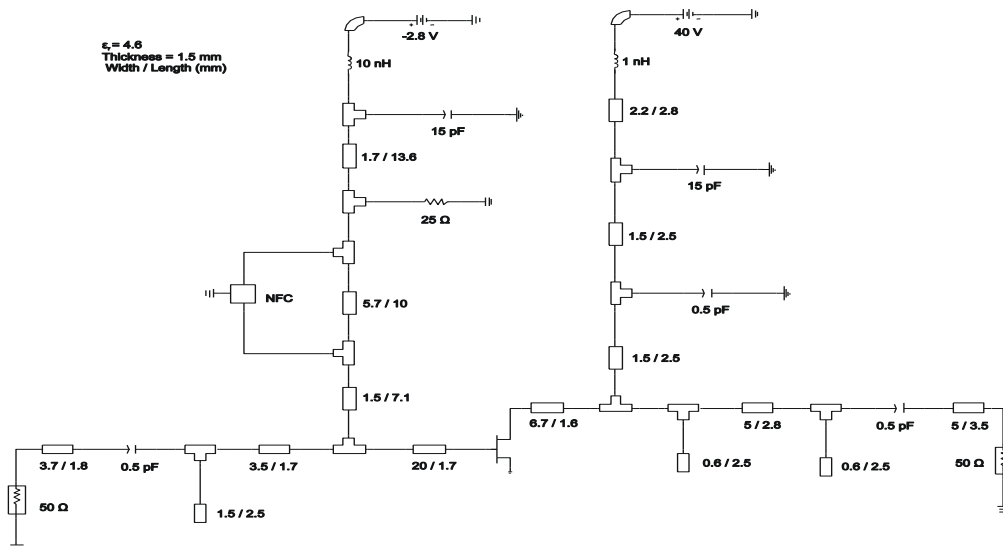 εr = 4.6
Thickness = 1.5 mm
Width / Length (mm)
+ -
-2.8 V
10 nH
15 pF
1.7 / 13.6
25 Ω
NFC
5.7 / 10
1.5 / 7.1
3.7 / 1.8
0.5 pF
3.5 / 1.7
20 / 1.7
50 Ω
1.5 / 2.5
+ -
40 V
1 nH
2.2 / 2.8
15 pF
1.5 / 2.5
0.5 pF
1.5 / 2.5
6.7 / 1.6
5 / 2.8
0.5 pF
5 / 3.5
0.6 / 2.5
0.6 / 2.5
50 Ω